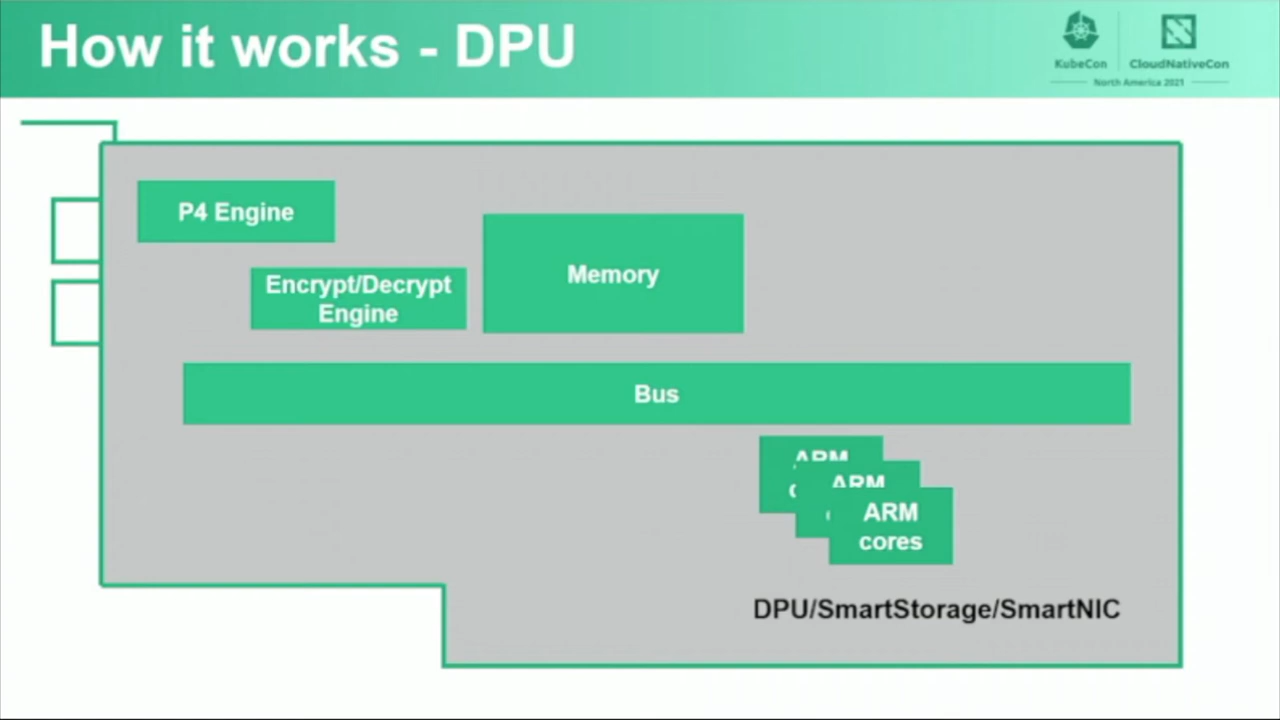 How it works - DPU
KubeCon
CloudNativeCon
North America 2021
P4 Engine
Encrypt/Decrypt
Engine
Memory
Bus
ARM
ARM
ARM
cores
DPU/SmartStorage/SmartNIC